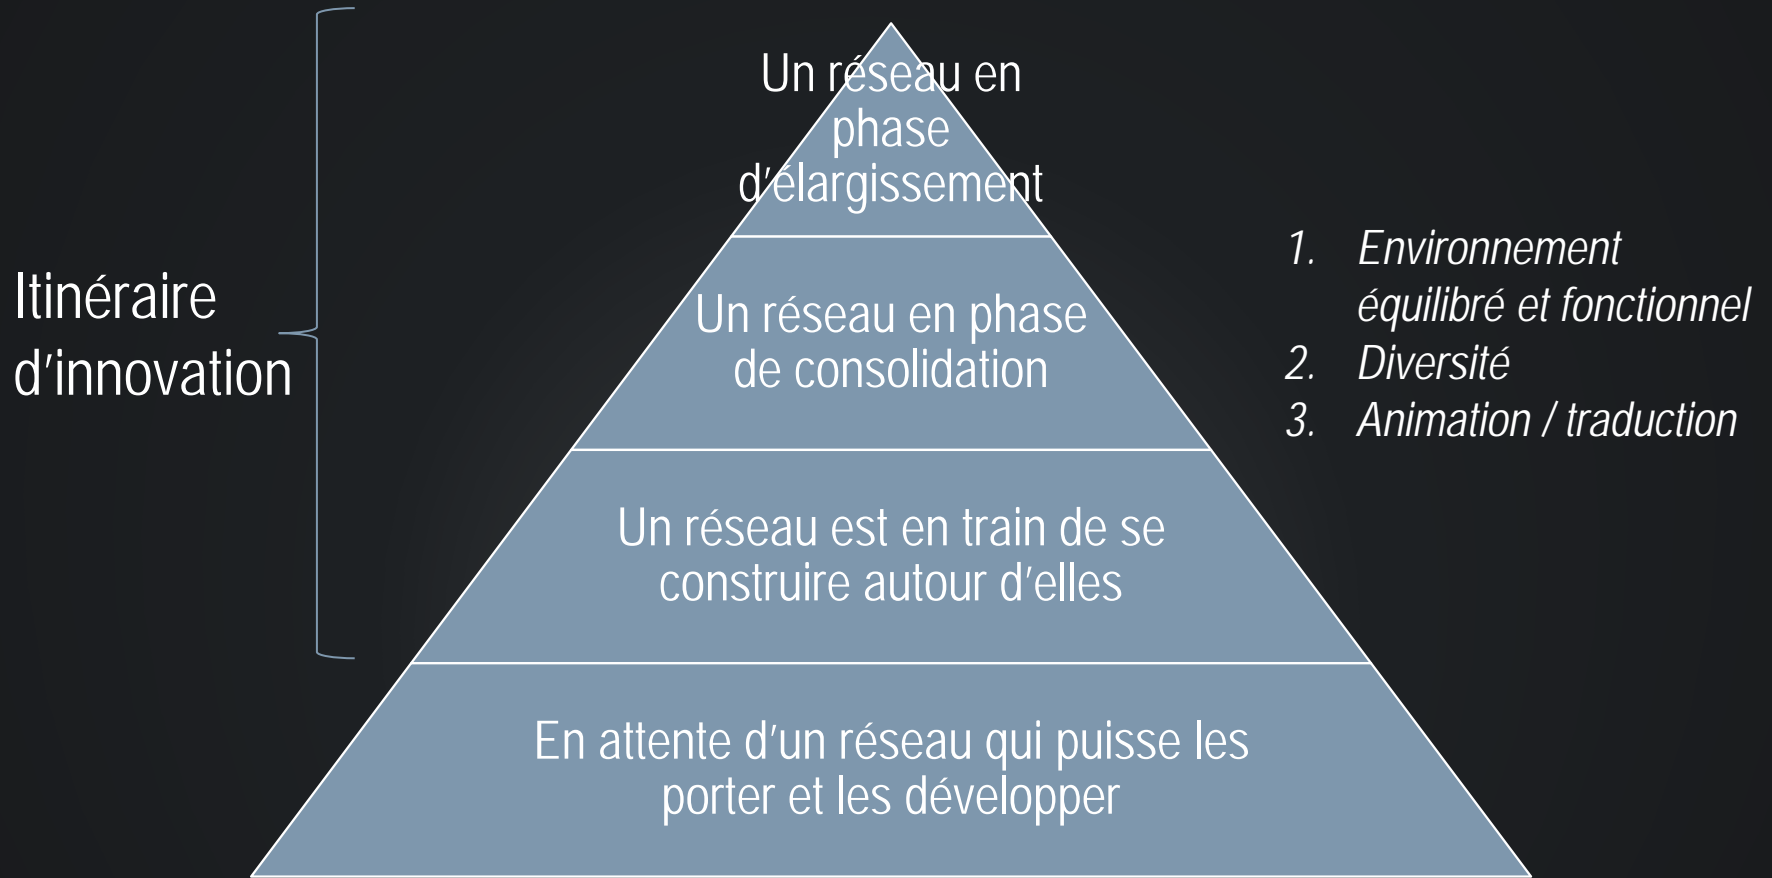 Itinéraire
d'innovation
Un réseau en
phase
d'élargissement
Un réseau en phase
de consolidation
Un réseau est en train de se
construire autour d'elles
En attente d'un réseau qui puisse les
porter et les développer
1. Environnement
équilibré et fonctionnel
2. Diversité
3. Animation / traduction